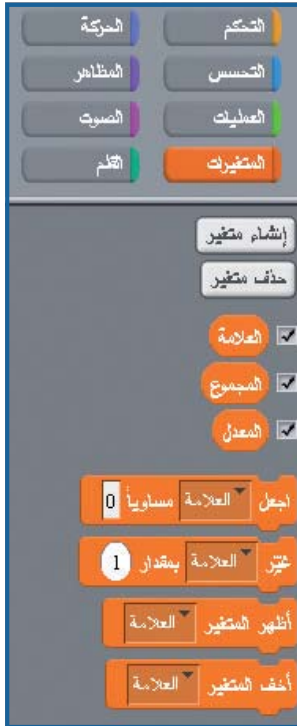 التحكم الحركة
التحسس المظاهر
العمليات الصوت
المتغيرات القلم
إنشاء متغير
حذف متغير
العلامة
المجموع
المعدل
اجعل العلامة مساوياً 0
غيّر العلامة بمقدار 1
أظهر المتغير العلامة
أخف المتغير العلامة